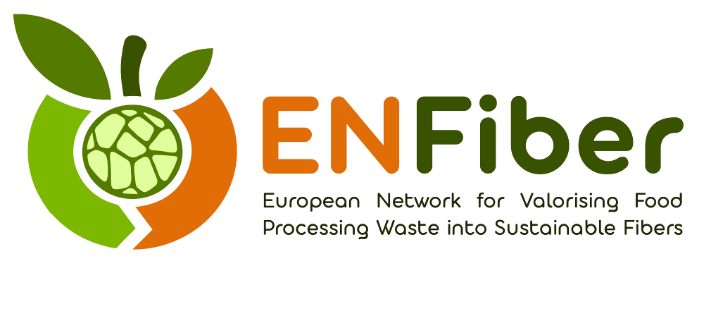 ENFiber
European Network for Valorising Food
Processing Waste into Sustainable Fibers